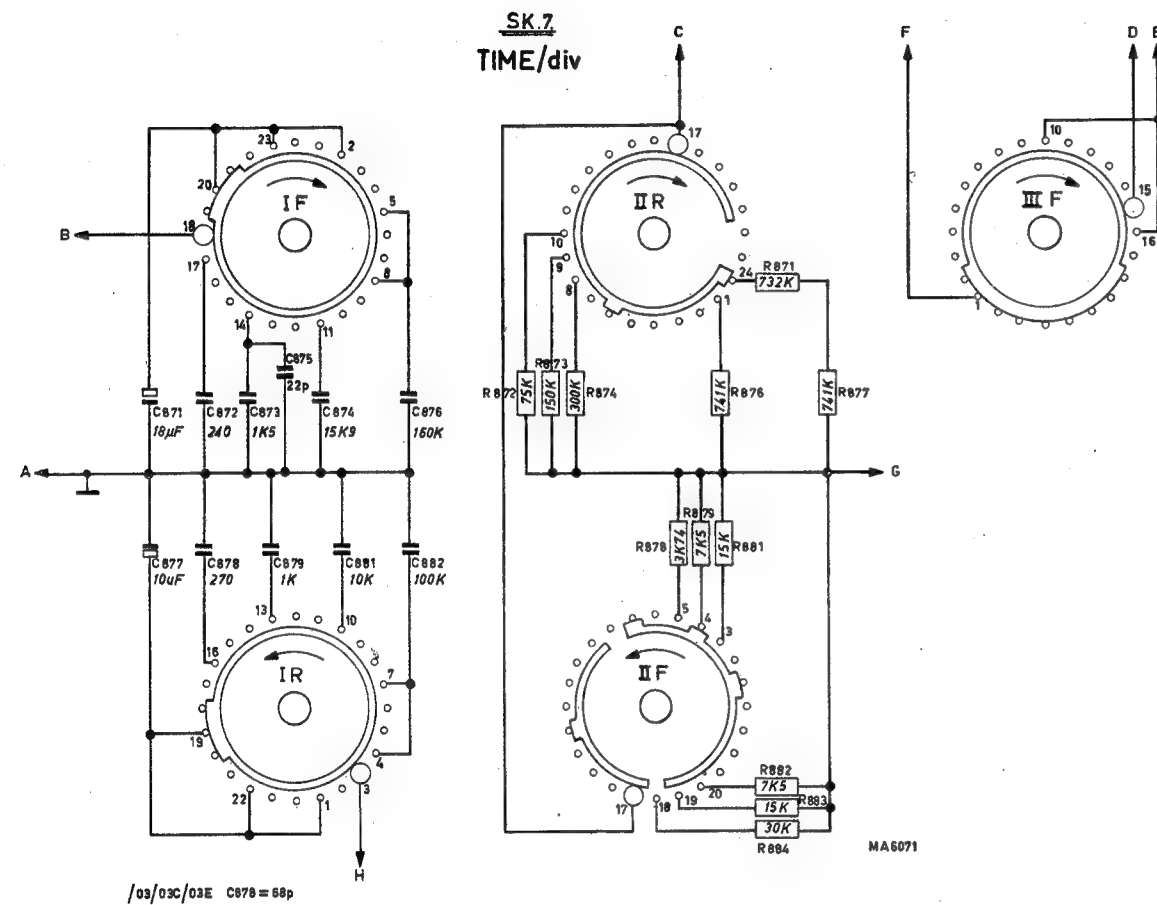 SK.7.
TIME/div
C
F
D
17
23
2
10
20
IF
5
IIR
15
IIIF
B
18
10
16
17
9
24
R871
8
8
732K
1
1
14
11
C875
22p
R873
R872
75K
150K
300K
R874
741K
R876
741K
R877
C871
C872
C873
C874
C876
18µF
240
1K5
15K9
160K
A
G
R879
R878
3K74
7K5
15K
R881
C877
C878
C879
C881
C882
10uF
270
1K
10K
100K
13
10
5
4
3
16
IR
7
IIF
19
4
22
1
3
17
18
19
20
R882
7K5
15K
R883
30K
R884
H
MA6071
/03/03C/03E C878=68p